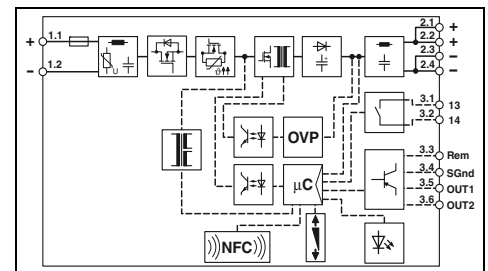 2.1 +
+ 1.1
2.2 +
2.3 −
− 1.2
2.4 −
U
ϑ
3.1 13
3.2 14
OVP
3.3 Rem
3.4 SGnd
µC
3.5 OUT1
3.6 OUT2
NFC